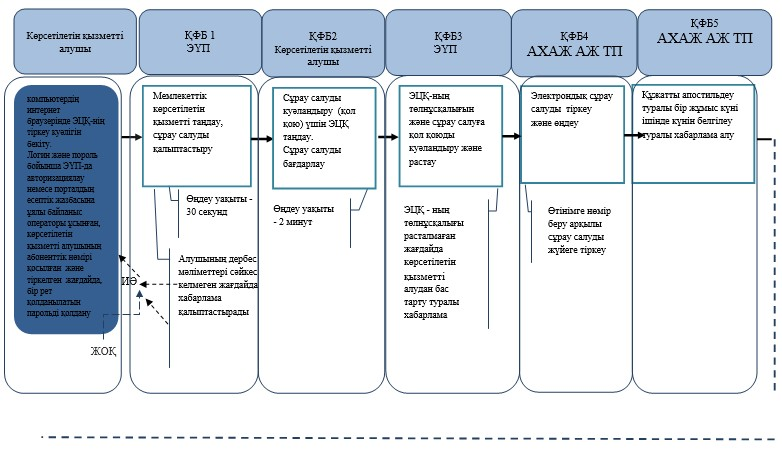 Көрсетілетін қызметті
алушы
ҚФБ 1
ЭҮП
ҚФБ2
Көрсетілетін қызметті
алушы
ҚФБ3
ЭҮП
ҚФБ4
АХАЖ АЖ ТП
ҚФБ5
АХАЖ АЖ ТП
компьютердің
интернет
браузерінде ЭЦҚ-нің
тіркеу куәлігін
бекіту.
Логин және пароль
бойынша ЭҮП-да
авторизациялау
немесе порталдың
есептік жазбасына
ұялы байланыс
операторы ұсынған,
көрсетілетін
қызметті алушының
абоненттік нөмірі
қосылған және
тіркелген жағдайда,
бір рет
қолданылатын
парольді қолдану
Мемлекеттік
көрсетілетін
қызметті таңдау,
сұрау салуды
қалыптастыру
Сұрау салуды
куәландыру (қол
қою) үшін ЭЦҚ
таңдау.
Сұрау салуды
бағдарлау
ЭЦҚ-ның
төлнұсқалығын
және сұрау салуға
қол қоюды
куәландыру және
растау
Электрондық сұрау
салуды тіркеу
және өңдеу
Құжатты апостильдеу
туралы бір жұмыс күні
ішінде күнін белгілеу
туралы хабарлама алу
Өңдеу уақыты -
30 секунд
Өңдеу уақыты
- 2 минут
ЭЦҚ - ның
төлнұсқалығы
расталмаған
жағдайда
көрсетілетін
қызметті
алудан бас
тарту туралы
хабарлама
Өтінімге нөмір
беру арқылы
сұрау салуды
жүйеге тіркеу
Алушының дербес
мәліметтері сәйкес
келмеген жағдайда
хабарлама
қалыптастырады
ИӘ
ЖОҚ